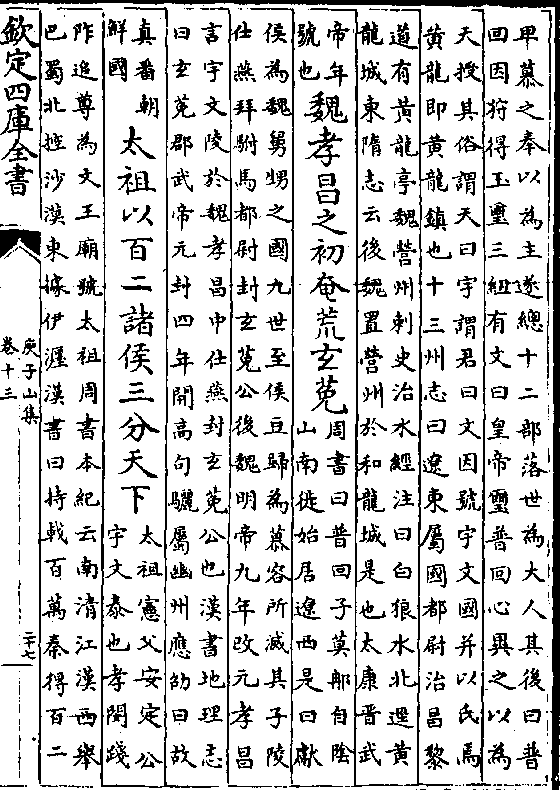 卑慕之奉以為主遂總十二部落世為大人其後曰普
回因狩得玉璽三紐有文曰皇帝璽普回心異之以為
天授其俗謂天曰宇謂君曰文因號宇文國并以氏焉
黃龍即黃龍鎮也十三州志曰遼東屬國都尉治昌黎
道有黃龍亭魏營州刺史治水經注曰白狼水北逕黃
龍城東隋志云後魏置營州於和龍城是也太康晉武
帝年
號也
魏孝昌之初奄荒玄菟
周書曰普回子莫那自陰
山南徙始居遼西是曰獻
侯為魏舅甥之國九世至侯豆歸為慕容所滅其子陵
仕燕拜駙馬都尉封玄菟公後魏明帝九年改元孝昌
言宇文陵於魏孝昌中仕燕封玄菟公也漢書地理志
曰玄菟郡武帝元封四年開高句驪屬幽州應劭曰故
真番朝
鮮國
太祖以百二諸侯三分天下
太祖憲父安定公
宇文泰也孝閔踐
阼追尊為文王廟號太祖周書本紀云南清江漢西舉
巴蜀北控沙漠東據伊瀍漢書曰持戟百萬秦得百二
欽定四庫全書
庾子山集
卷十三
二十七